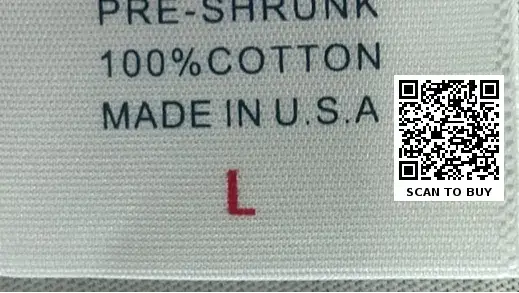 PRE-SHRUNK
100%COTTON
MADE IN U.S.A
L
SCAN TO BUY